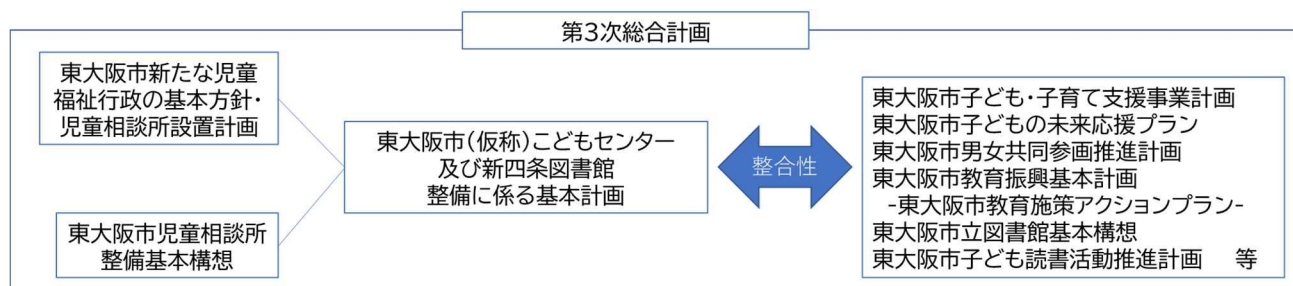 第3次総合計画
東大阪市新たな児童
福祉行政の基本方針・
児童相談所設置計画
東大阪市児童相談所
整備基本構想
東大阪市(仮称)こどもセンター
及び新四条図書館
整備に係る基本計画
整合性
東大阪市子ども・子育て支援事業計画
東大阪市子どもの未来応援プラン
東大阪市男女共同参画推進計画
東大阪市教育振興基本計画
-東大阪市教育施策アクションプラン-
東大阪市立図書館基本構想
東大阪市子ども読書活動推進計画　等